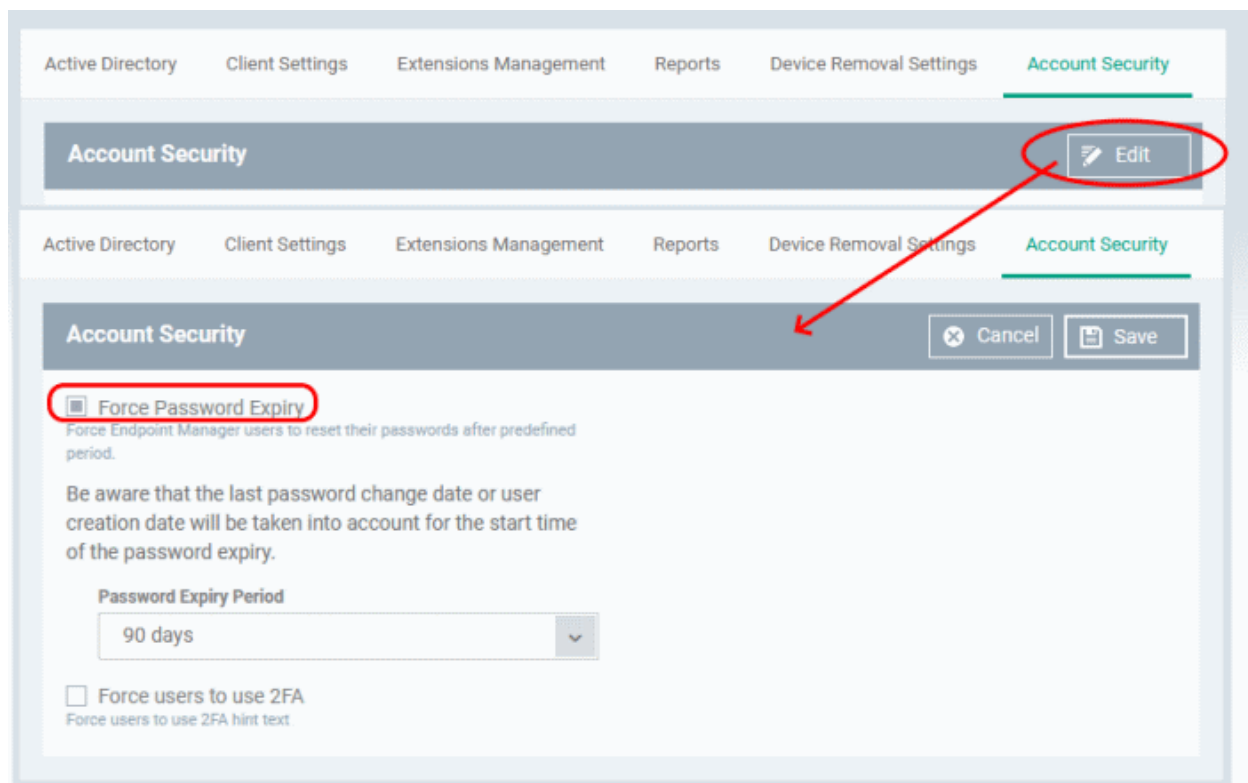 Active Directory Client Settings Extensions Management Reports Device Removal Settings Account Security
Account Security Edit
Active Directory Client Settings Extensions Management Reports Device Removal Settings Account Security
Account Security Cancel Save
Force Password Expiry
Force Endpoint Manager users to reset their passwords after predefined
period.
Be aware that the last password change date or user
creation date will be taken into account for the start time
of the password expiry.
Password Expiry Period
90 days
Force users to use 2FA
Force users to use 2FA hint text